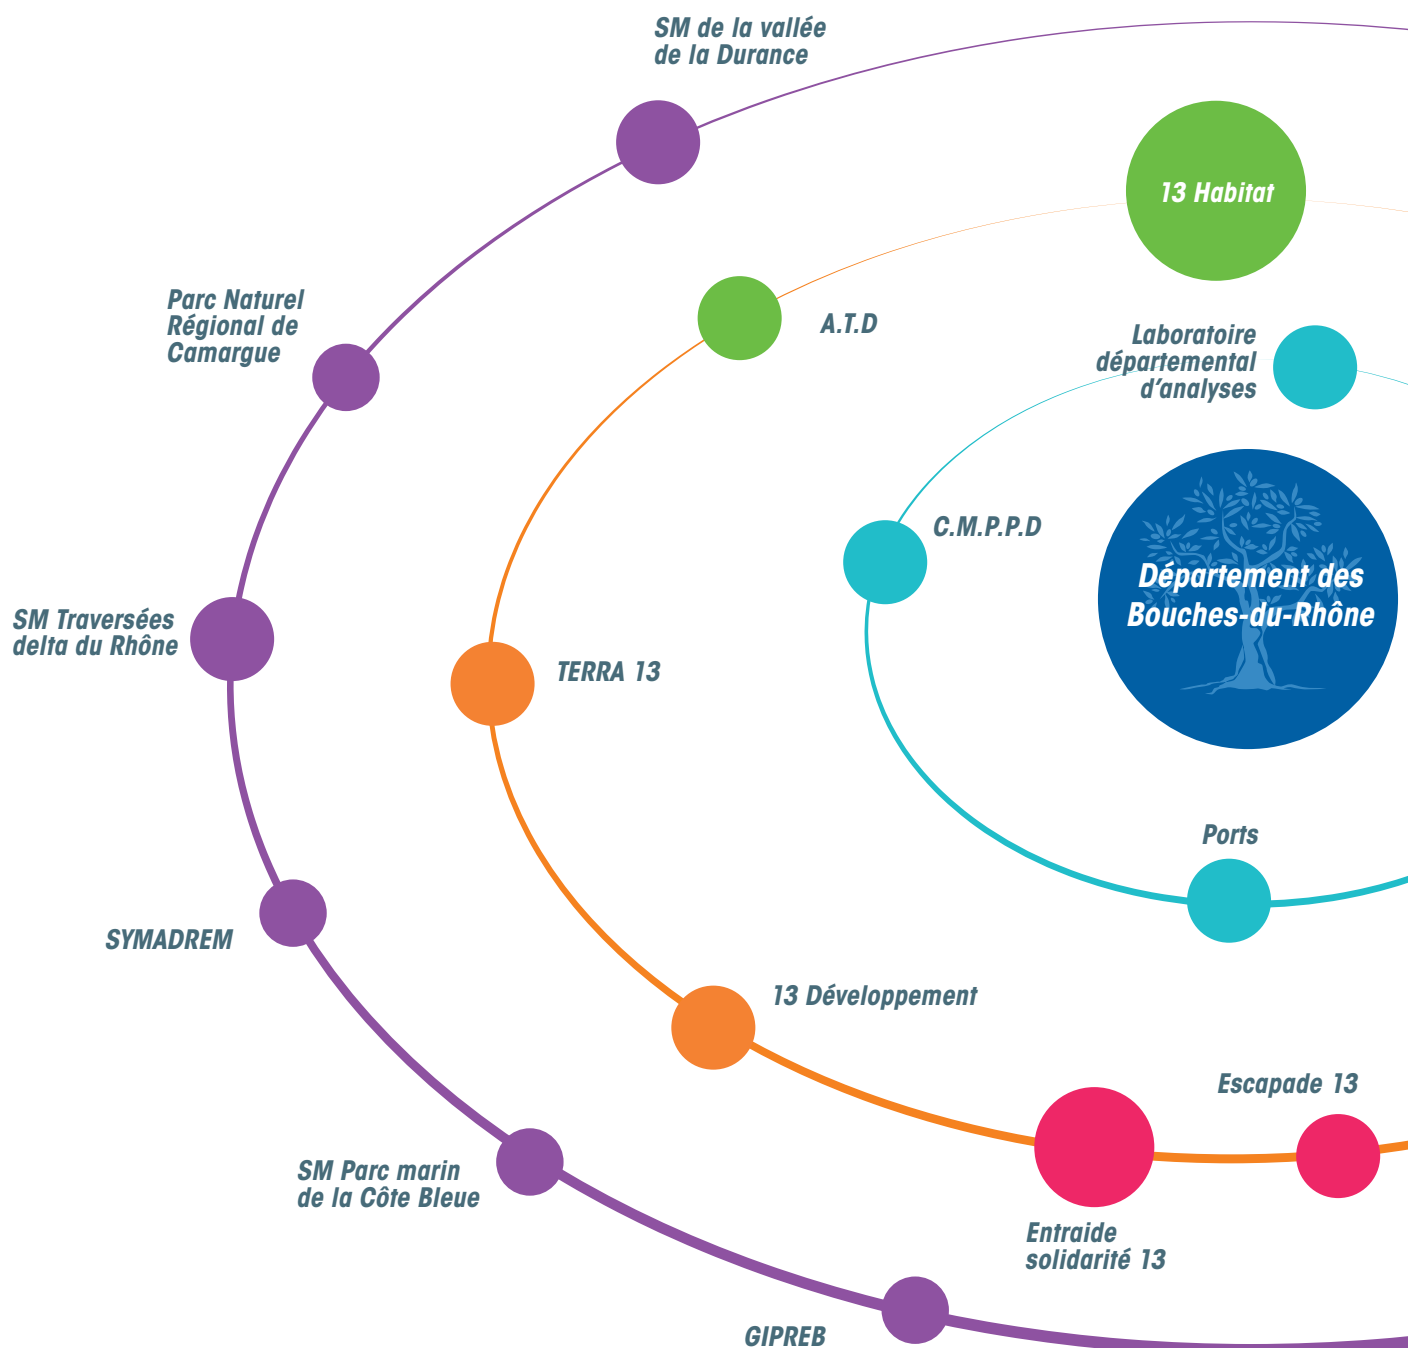 SM de la vallée
de la Durance
13 Habitat
Parc Naturel
Régional de
Camargue
A.T.D
Laboratoire
départemental
d'analyses
C.M.P.P.D
Département des
Bouches-du-Rhône
SM Traversées
delta du Rhône
TERRA 13
Ports
SYMADREM
13 Développement
Escapade 13
SM Parc marin
de la Côte Bleue
Entraide
solidarité 13
GIPREB